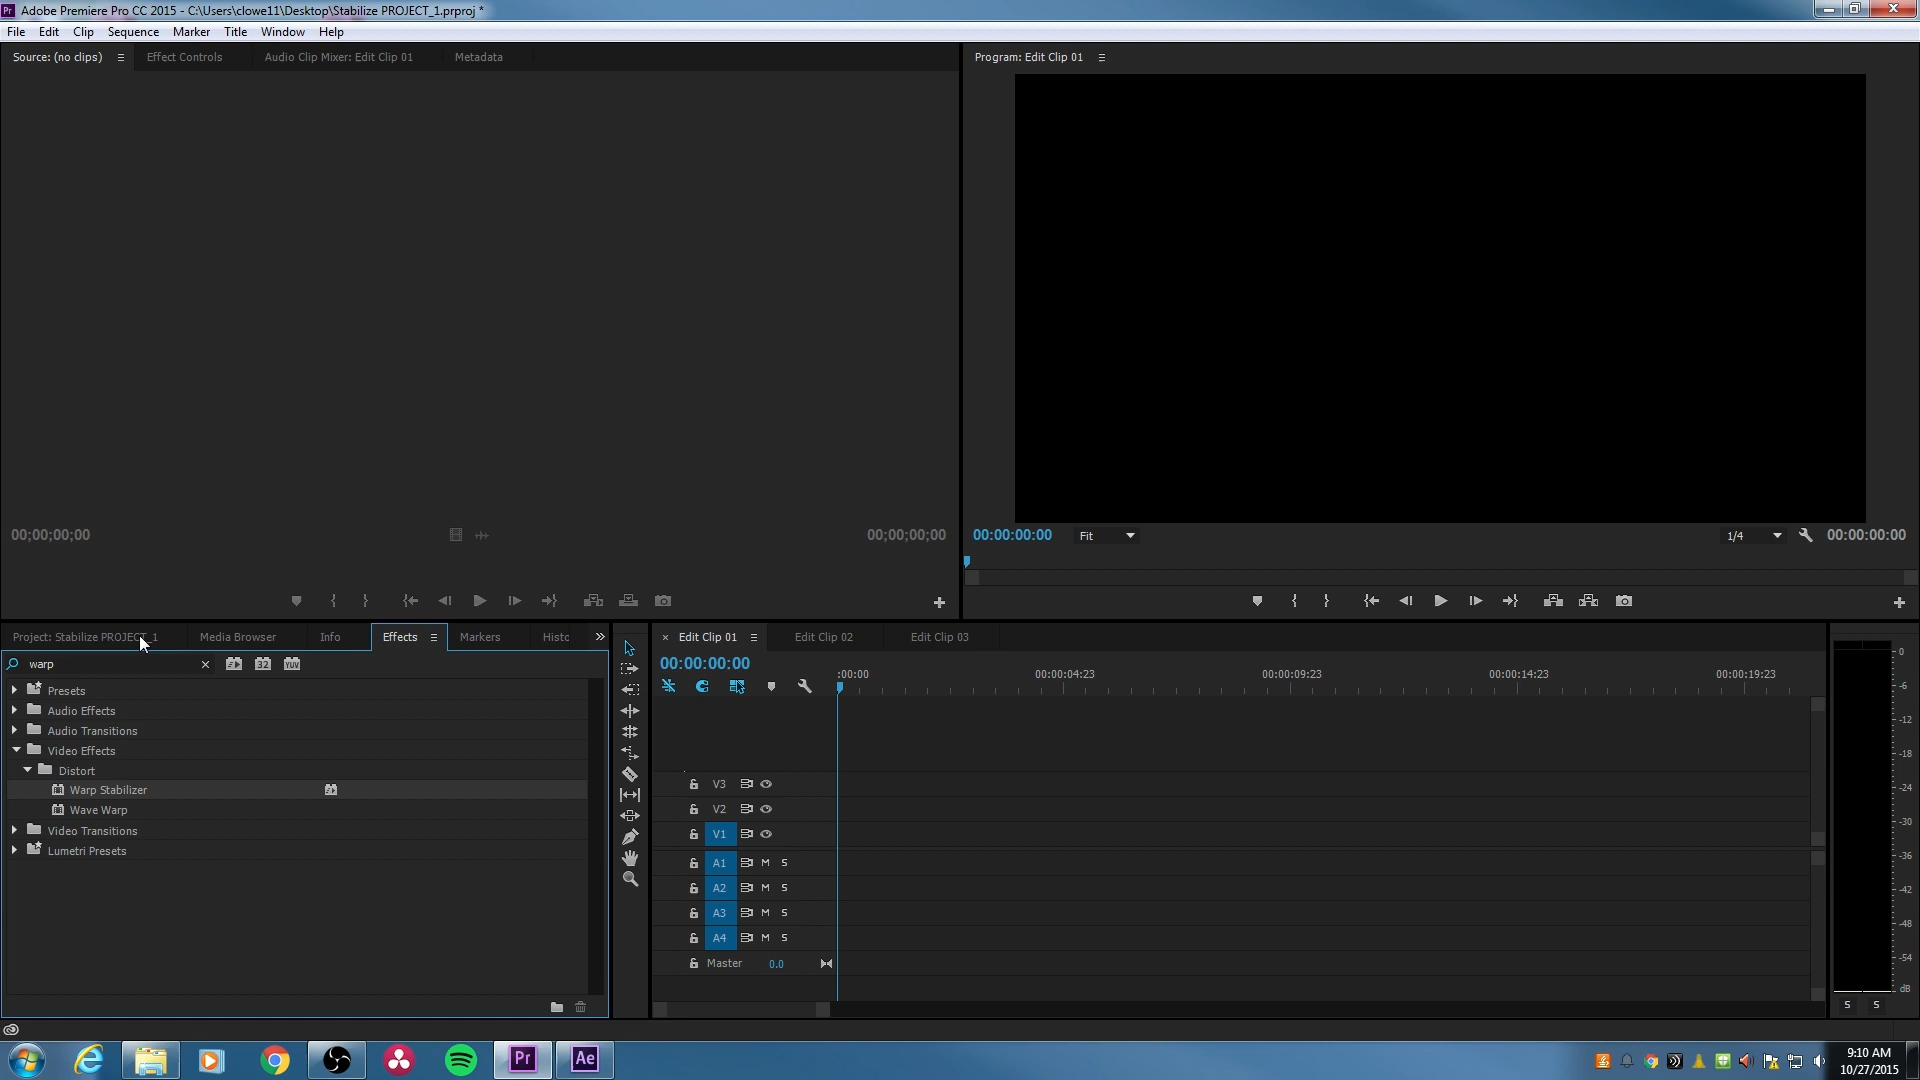 Pr Adobe Premiere Pro CC 2015 - C:\Users\clowe11\Desktop\Stabilize PROJECT_1.prproj *
File Edit Clip Sequence Marker Title Window Help
Source: (no clips) Effect Controls Audio Clip Mixer: Edit Clip 01 Metadata
Program: Edit Clip 01
00;00;00;00 00;00;00;00
00:00:00:00 Fit 1/4 00:00:00:00
Project: Stabilize PROJECT_1 Media Browser Info Effects Markers Histo
warp 32 YUV
Presets
Audio Effects
Audio Transitions
Video Effects
Distort
Warp Stabilizer
Wave Warp
Video Transitions
Lumetri Presets
Edit Clip 01 Edit Clip 02 Edit Clip 03
00:00:00:00
:00:00 00:00:04:23 00:00:09:23 00:00:14:23 00:00:19:23
V3
V2
V1
A1 M S
A2 M S
A3 M S
A4 M S
Master 0.0
0
-6
-12
-18
-24
-30
-36
-42
-48
-54
dB
S S
Pr Ae
9:10 AM
10/27/2015